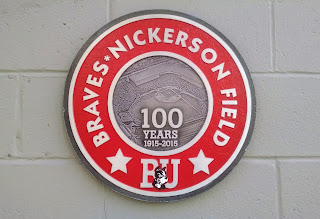 BRAVES*NICKERSON FIELD
100
YEARS
1915-2015
BU